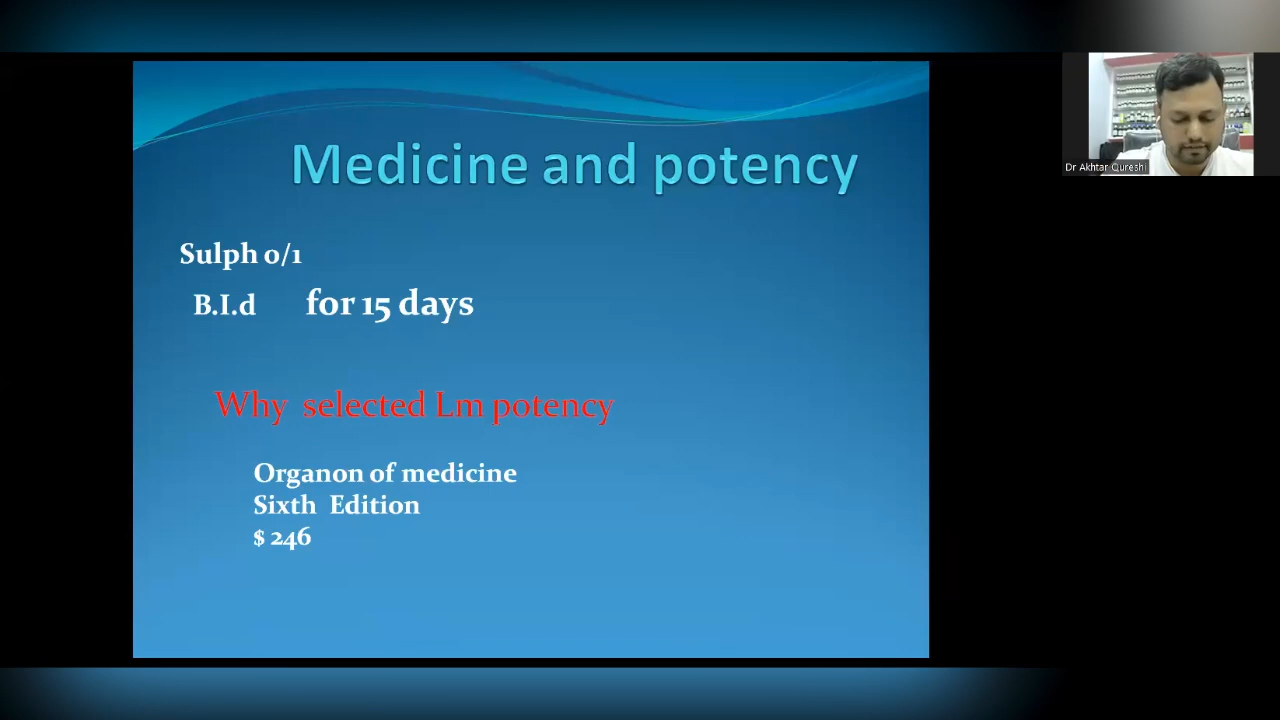 Medicine and potency
Sulph 0/1
B.I.d for 15 days
Why selected Lm potency
Organon of medicine
Sixth Edition
$ 246
Dr Akhtar Qureshi